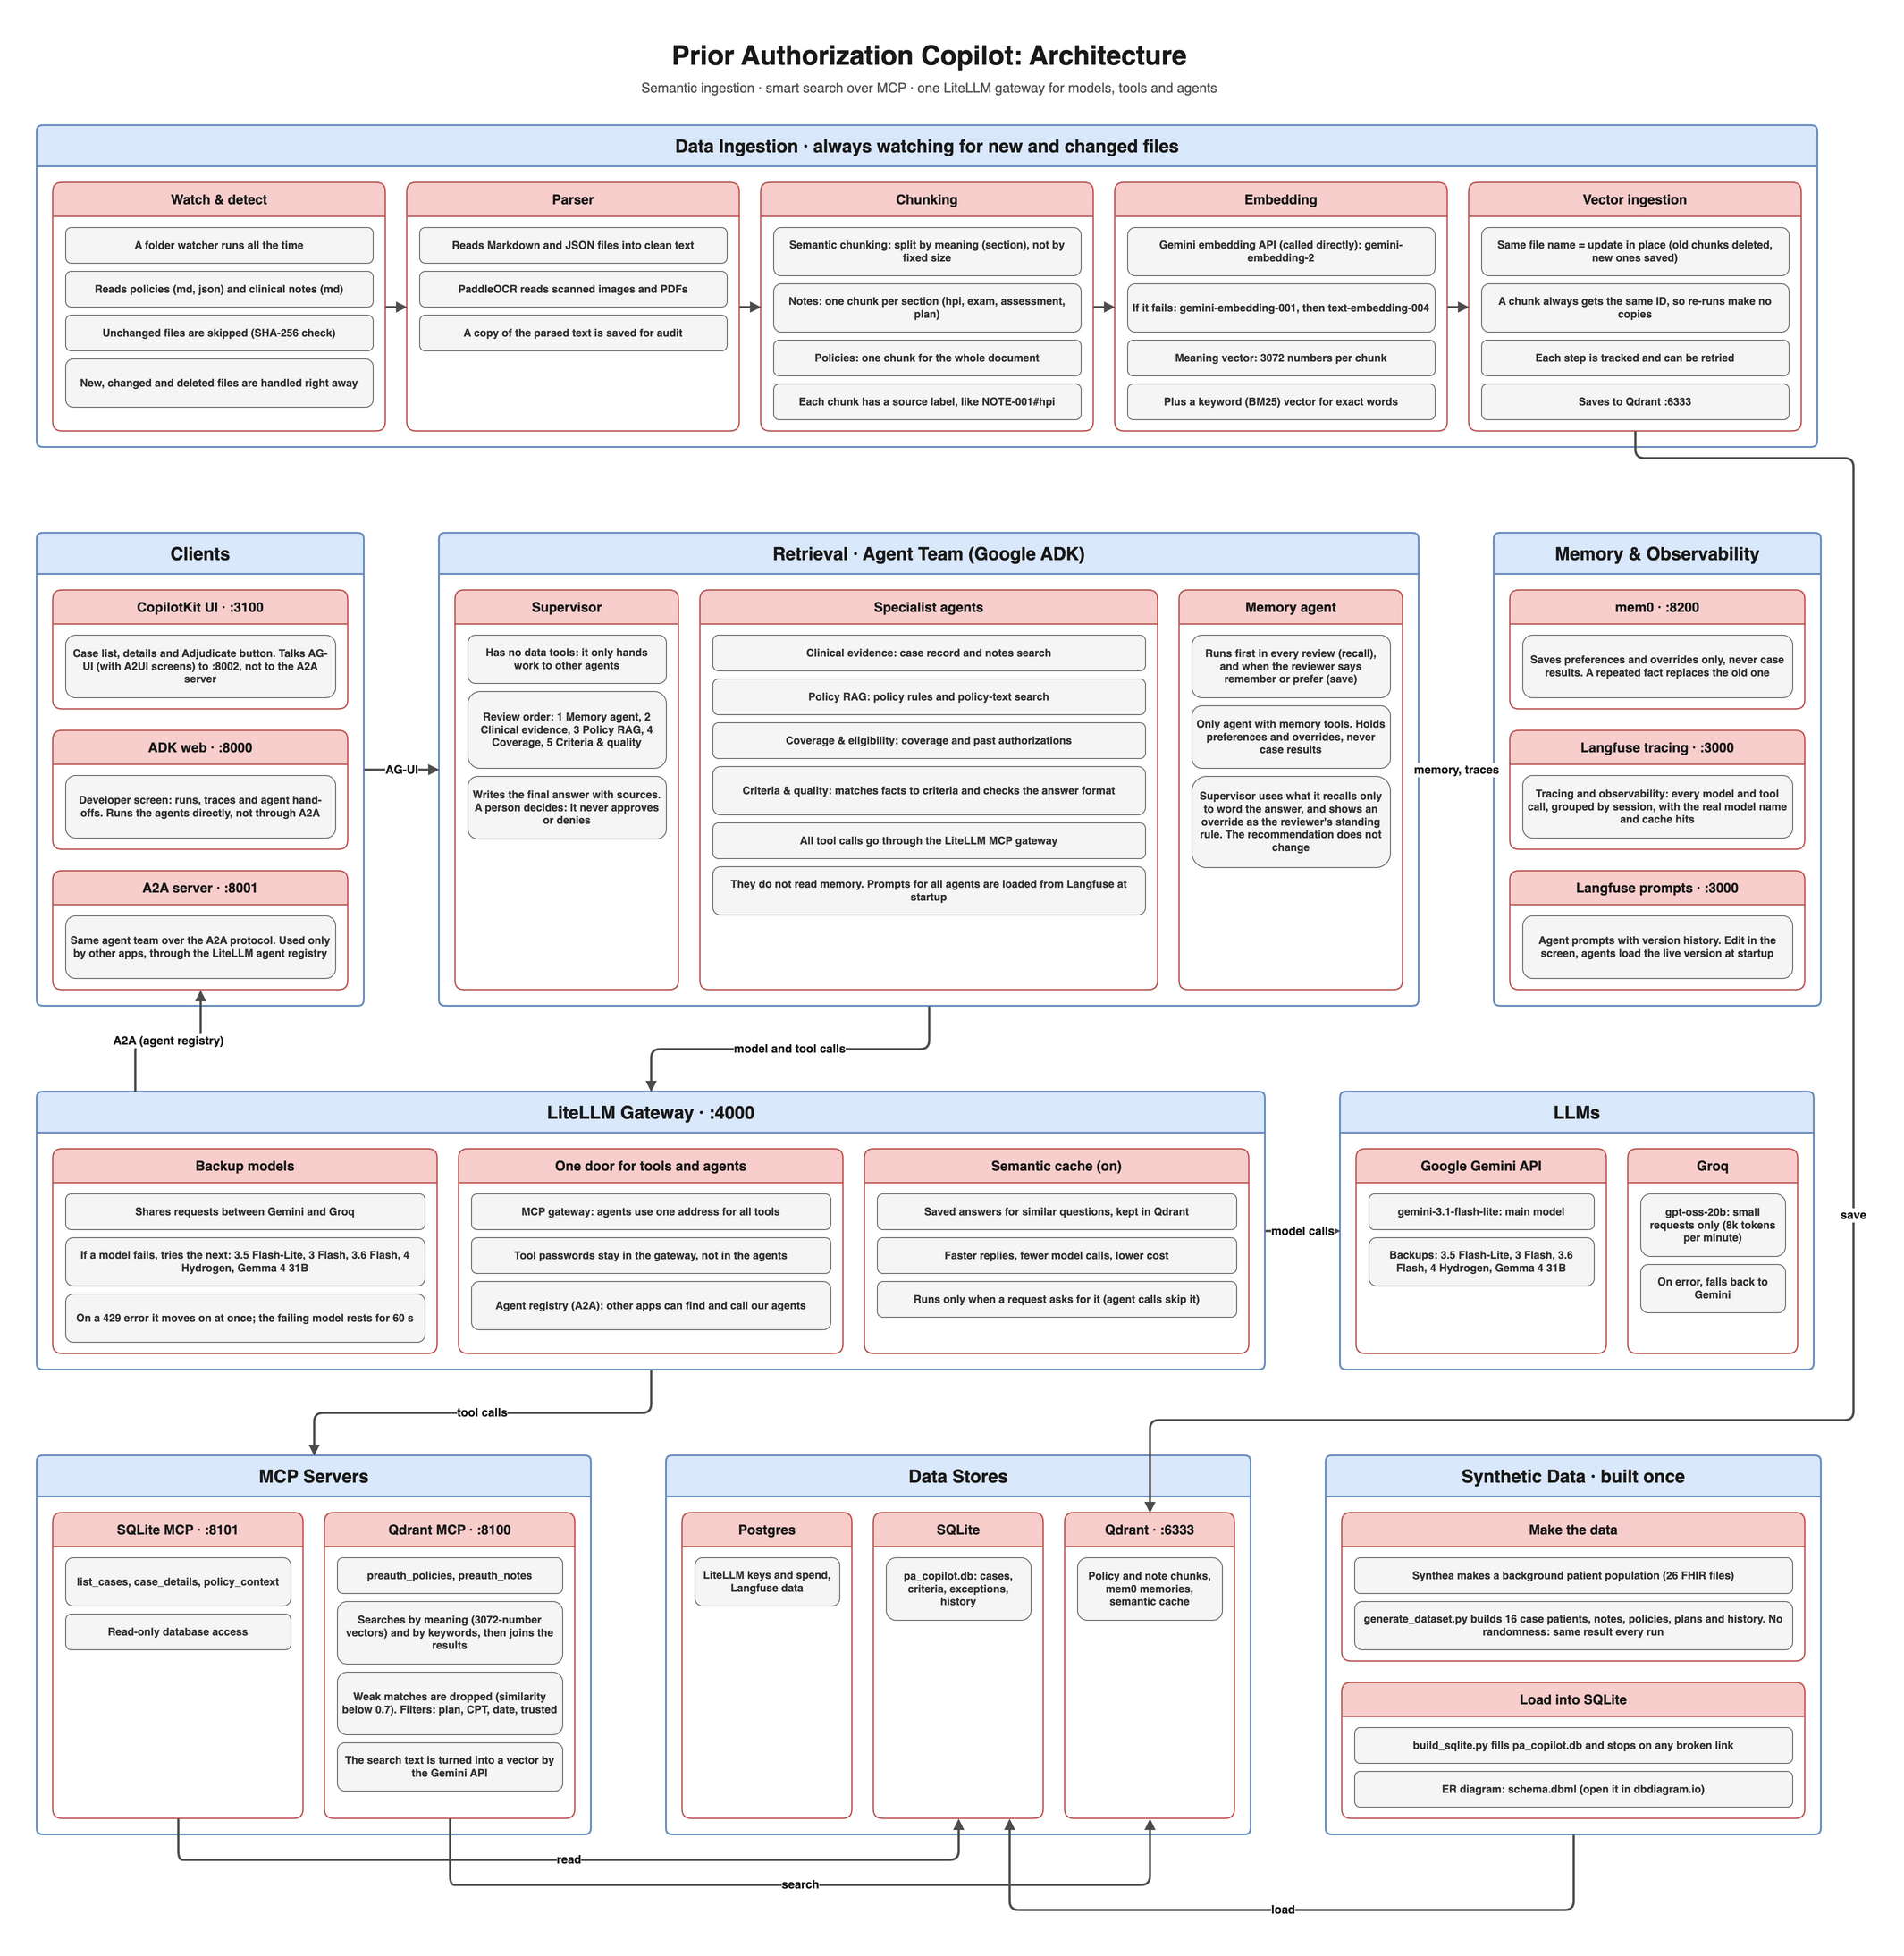 Prior Authorization Copilot: Architecture
Semantic ingestion · smart search over MCP · one LiteLLM gateway for models, tools and agents
Data Ingestion · always watching for new and changed files
Watch & detect
A folder watcher runs all the time
Reads policies (md, json) and clinical notes (md)
Unchanged files are skipped (SHA-256 check)
New, changed and deleted files are handled right away
Parser
Reads Markdown and JSON files into clean text
PaddleOCR reads scanned images and PDFs
A copy of the parsed text is saved for audit
Chunking
Semantic chunking: split by meaning (section), not by
fixed size
Notes: one chunk per section (hpi, exam, assessment,
plan)
Policies: one chunk for the whole document
Each chunk has a source label, like NOTE-001#hpi
Embedding
Gemini embedding API (called directly): gemini-
embedding-2
If it fails: gemini-embedding-001, then text-embedding-004
Meaning vector: 3072 numbers per chunk
Plus a keyword (BM25) vector for exact words
Vector ingestion
Same file name = update in place (old chunks deleted,
new ones saved)
A chunk always gets the same ID, so re-runs make no
copies
Each step is tracked and can be retried
Saves to Qdrant :6333
Clients
CopilotKit UI · :3100
Case list, details and Adjudicate button. Talks AG-
UI (with A2UI screens) to :8002, not to the A2A
server
ADK web · :8000
Developer screen: runs, traces and agent hand-
offs. Runs the agents directly, not through A2A
A2A server · :8001
Same agent team over the A2A protocol. Used only
by other apps, through the LiteLLM agent registry
AG-UI
Retrieval · Agent Team (Google ADK)
Supervisor
Has no data tools: it only hands
work to other agents
Review order: 1 Memory agent, 2
Clinical evidence, 3 Policy RAG, 4
Coverage, 5 Criteria & quality
Writes the final answer with sources.
A person decides: it never approves
or denies
Specialist agents
Clinical evidence: case record and notes search
Policy RAG: policy rules and policy-text search
Coverage & eligibility: coverage and past authorizations
Criteria & quality: matches facts to criteria and checks the answer format
All tool calls go through the LiteLLM MCP gateway
They do not read memory. Prompts for all agents are loaded from Langfuse at
startup
Memory agent
Runs first in every review (recall),
and when the reviewer says
remember or prefer (save)
Only agent with memory tools. Holds
preferences and overrides, never
case results
Supervisor uses what it recalls only
to word the answer, and shows an
override as the reviewer's standing
rule. The recommendation does not
change
memory, traces
Memory & Observability
mem0 · :8200
Saves preferences and overrides only, never case
results. A repeated fact replaces the old one
Langfuse tracing · :3000
Tracing and observability: every model and tool
call, grouped by session, with the real model name
and cache hits
Langfuse prompts · :3000
Agent prompts with version history. Edit in the
screen, agents load the live version at startup
A2A (agent registry)
model and tool calls
LiteLLM Gateway · :4000
Backup models
Shares requests between Gemini and Groq
If a model fails, tries the next: 3.5 Flash-Lite, 3 Flash, 3.6 Flash, 4
Hydrogen, Gemma 4 31B
On a 429 error it moves on at once; the failing model rests for 60 s
One door for tools and agents
MCP gateway: agents use one address for all tools
Tool passwords stay in the gateway, not in the agents
Agent registry (A2A): other apps can find and call our agents
Semantic cache (on)
Saved answers for similar questions, kept in Qdrant
Faster replies, fewer model calls, lower cost
Runs only when a request asks for it (agent calls skip it)
model calls
LLMs
Google Gemini API
gemini-3.1-flash-lite: main model
Backups: 3.5 Flash-Lite, 3 Flash, 3.6
Flash, 4 Hydrogen, Gemma 4 31B
Groq
gpt-oss-20b: small
requests only (8k tokens
per minute)
On error, falls back to
Gemini
save
tool calls
MCP Servers
SQLite MCP · :8101
list_cases, case_details, policy_context
Read-only database access
Qdrant MCP · :8100
preauth_policies, preauth_notes
Searches by meaning (3072-number
vectors) and by keywords, then joins the
results
Weak matches are dropped (similarity
below 0.7). Filters: plan, CPT, date, trusted
The search text is turned into a vector by
the Gemini API
Data Stores
Postgres
LiteLLM keys and spend,
Langfuse data
SQLite
pa_copilot.db: cases,
criteria, exceptions,
history
Qdrant · :6333
Policy and note chunks,
mem0 memories,
semantic cache
Synthetic Data · built once
Make the data
Synthea makes a background patient population (26 FHIR files)
generate_dataset.py builds 16 case patients, notes, policies, plans and history. No
randomness: same result every run
Load into SQLite
build_sqlite.py fills pa_copilot.db and stops on any broken link
ER diagram: schema.dbml (open it in dbdiagram.io)
read
search
load